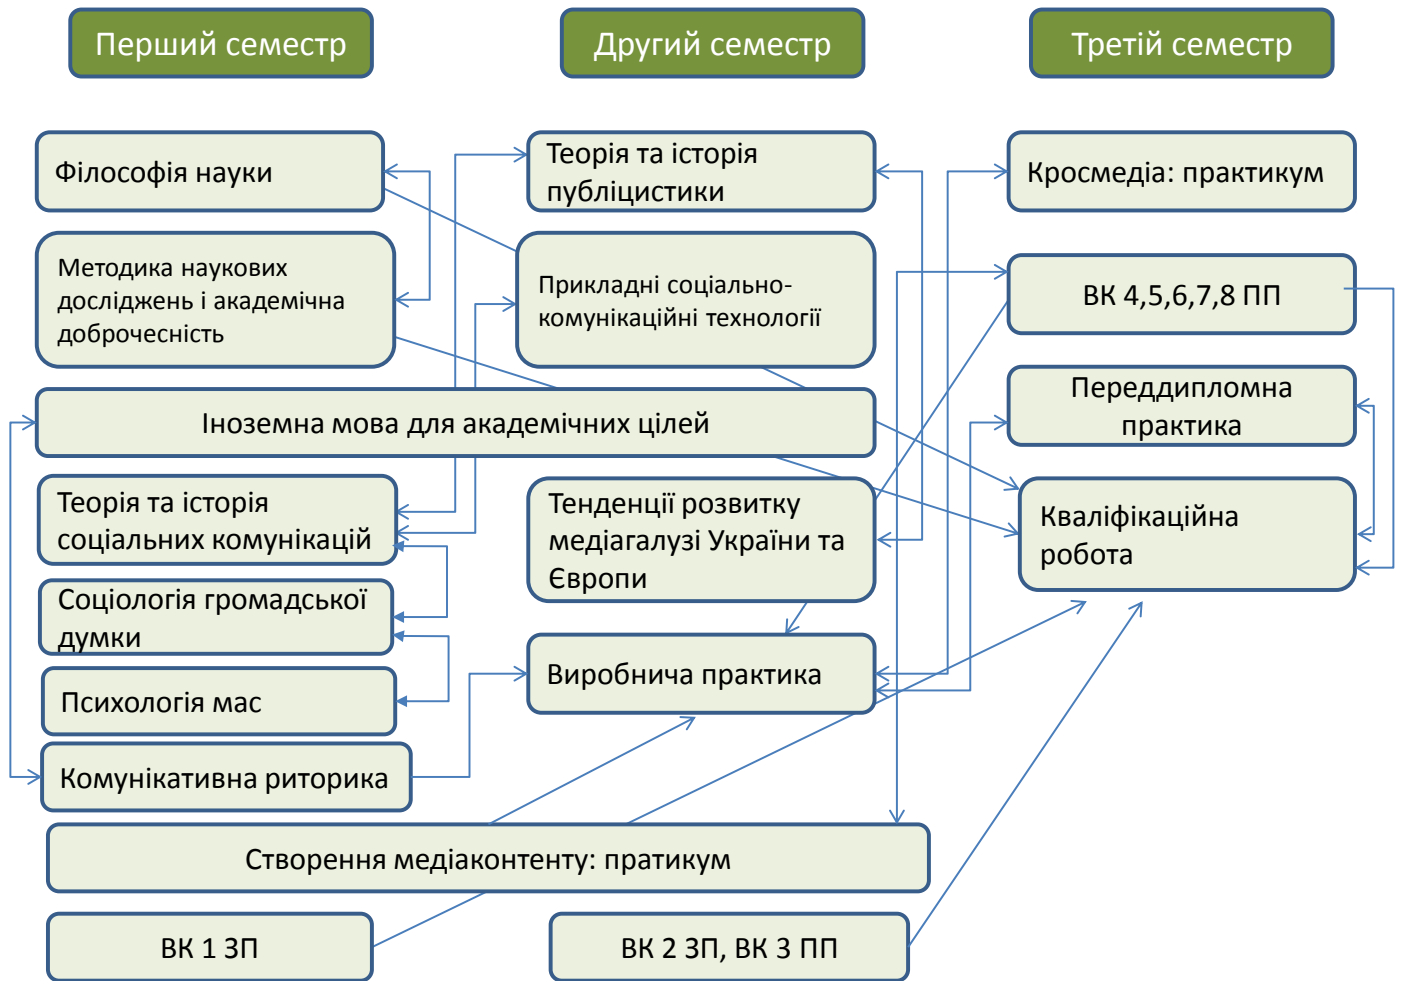 Перший семестр
Другий семестр
Третій семестр
Філософія науки
Теорія та історія
публіцистики
Кросмедіа: практикум
Методика наукових
досліджень і академічна
доброчесність
Прикладні соціально-
комунікаційні технології
ВК 4,5,6,7,8 ПП
Іноземна мова для академічних цілей
Переддипломна
практика
Теорія та історія
соціальних комунікацій
Тенденції розвитку
медіагалузі України та
Європи
Кваліфікаційна
робота
Соціологія громадської
думки
Виробнича практика
Психологія мас
Комунікативна риторика
Створення медіаконтенту: пратикум
ВК 1 ЗП
ВК 2 ЗП, ВК 3 ПП